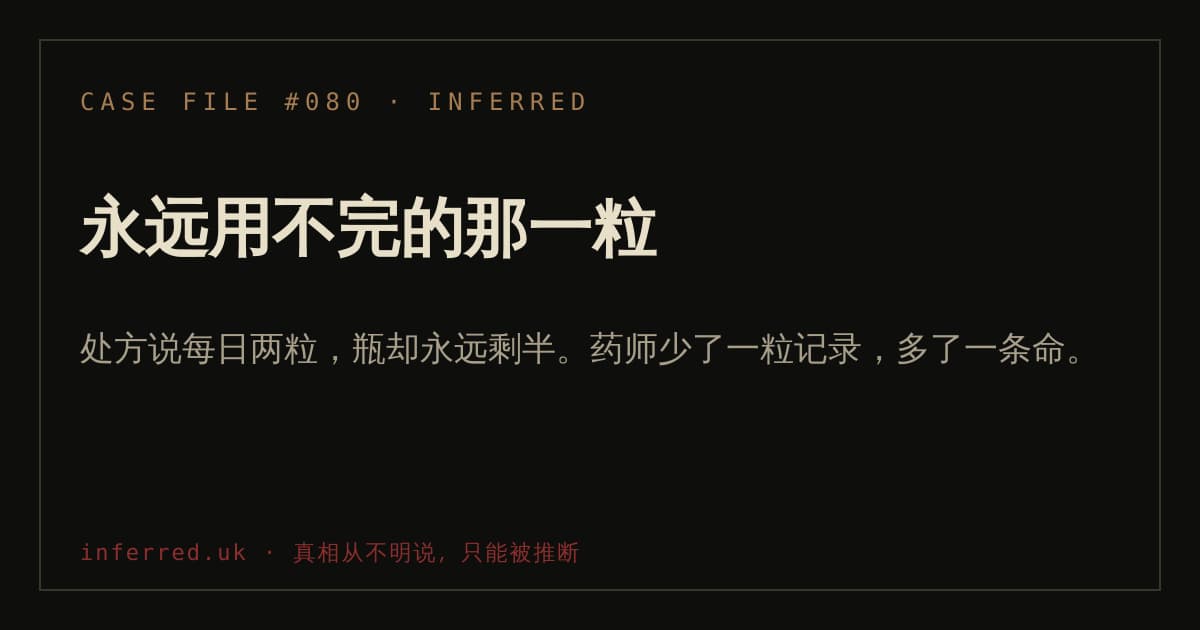 CASE FILE #080 · INFERRED
永远用不完的那一粒
处方说每日两粒，瓶却永远剩半。药师少了一粒记录，多了一条命。
inferred.uk · 真相从不明说，只能被推断